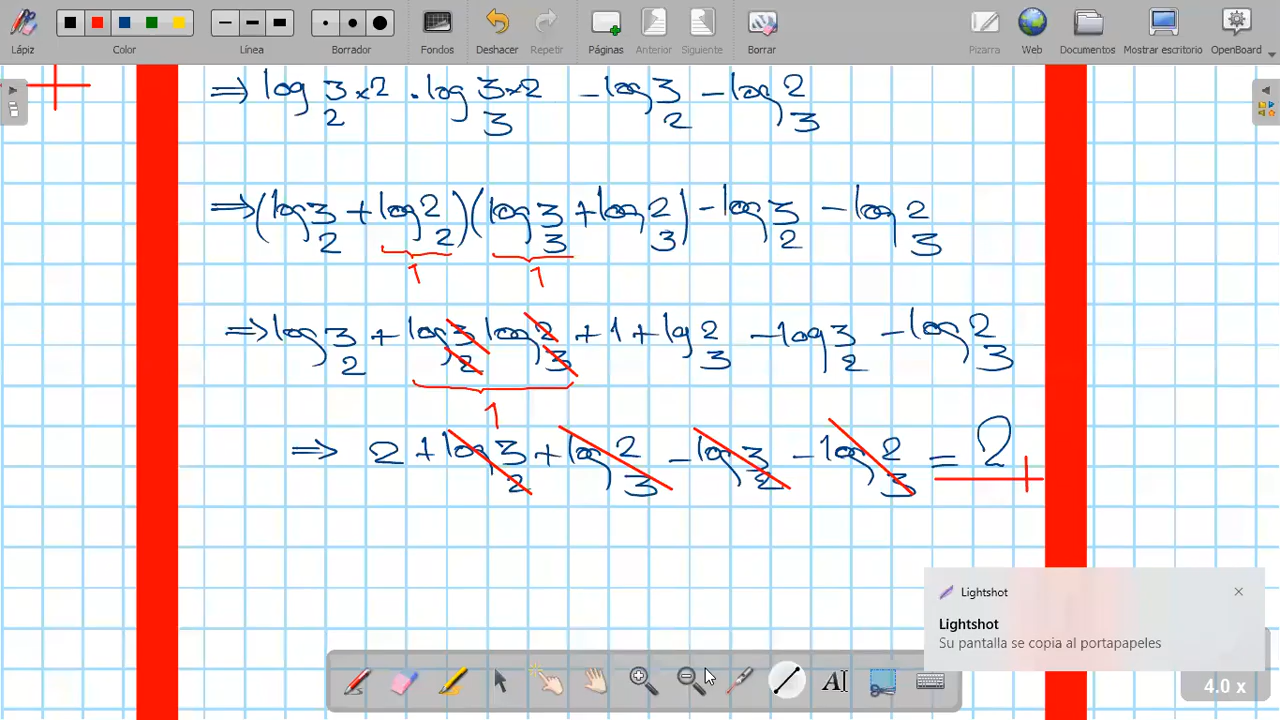 Lápiz Color Línea Borrador Fondos Deshacer Repetir Páginas Anterior Siguiente Borrar Pizarra Web Documentos Mostrar escritorio OpenBoard
⇒ log₂ 3×2 · log₃ 3×2 − log₂ 3 − log₃ 2
⇒ (log₂ 3 + log₂ 2)(log₃ 3 + log₃ 2) − log₂ 3 − log₃ 2
1 1
⇒ log₂ 3 + log₂ 3 log₃ 2 + 1 + lg₃ 2 − log₂ 3 − log₃ 2
1
⇒ 2 + log₂ 3 + log₃ 2 − log₂ 3 − log₃ 2 = 2
Lightshot
Lightshot
Su pantalla se copia al portapapeles
AI
4.0 x